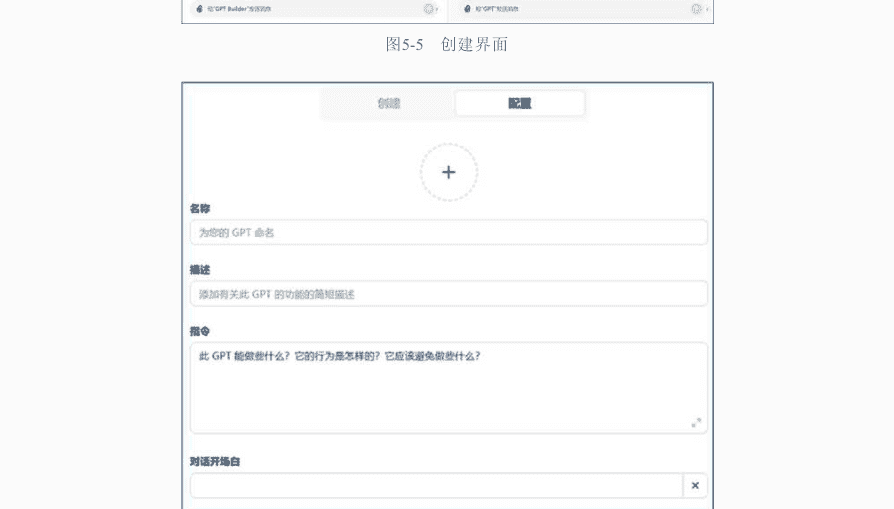 给“GPT Builder”发送消息
给“GPT”发送消息
图5-5 创建界面
创建 配置
名称
为您的 GPT 命名
描述
添加有关此 GPT 的功能的简短描述
指令
此 GPT 能做些什么？它的行为是怎样的？它应该避免做些什么？
对话开场白